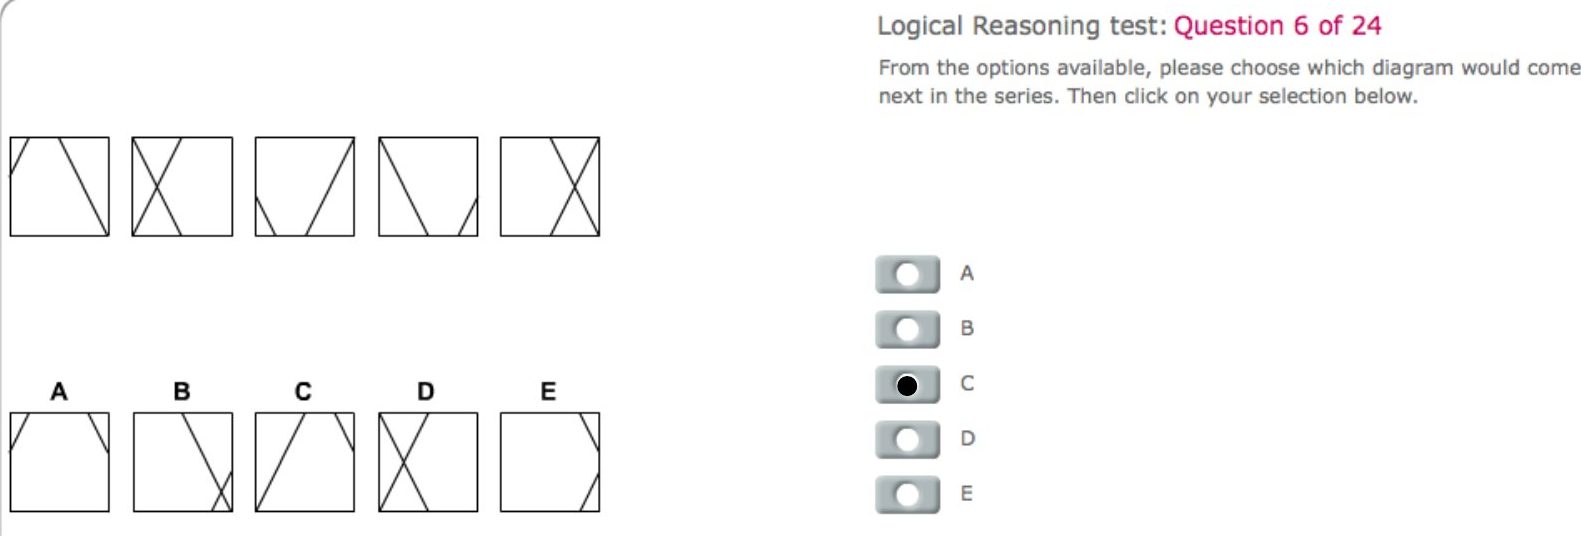 Logical Reasoning test: Question 6 of 24
From the options available, please choose which diagram would come
next in the series. Then click on your selection below.
A B C D E
A
B
C
D
E